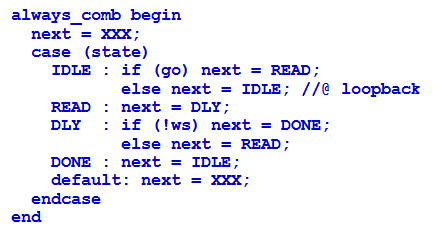 always_comb begin
  next = XXX;
  case (state)
    IDLE : if (go) next = READ;
           else next = IDLE; //@ loopback
    READ : next = DLY;
    DLY  : if (!ws) next = DONE;
           else next = READ;
    DONE : next = IDLE;
    default: next = XXX;
  endcase
end